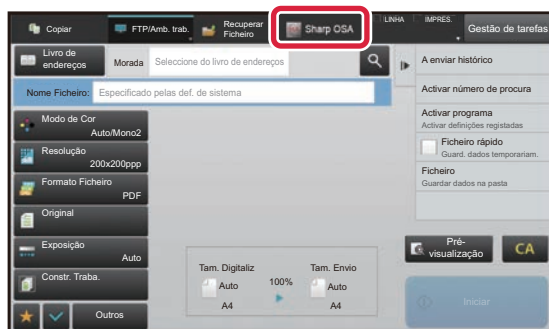 Copiar
FTP/Amb. trab.
Recuperar
Ficheiro
Sharp OSA
LINHA
IMPRES.
Gestão de tarefas
Livro de
endereços
Morada
Seleccione do livro de endereços
Nome Ficheiro:
Especificado pelas def. de sistema
Modo de Cor
Auto/Mono2
Resolução
200x200ppp
Formato Ficheiro
PDF
Original
Exposição
Auto
Constr. Traba.
Outros
Tam. Digitaliz
Auto
A4
100%
Tam. Envio
Auto
A4
A enviar histórico
Activar número de procura
Activar programa
Activar definições registadas
Ficheiro rápido
Guard. dados temporariam.
Ficheiro
Guardar dados na pasta
Pré-
visualização
CA
Iniciar